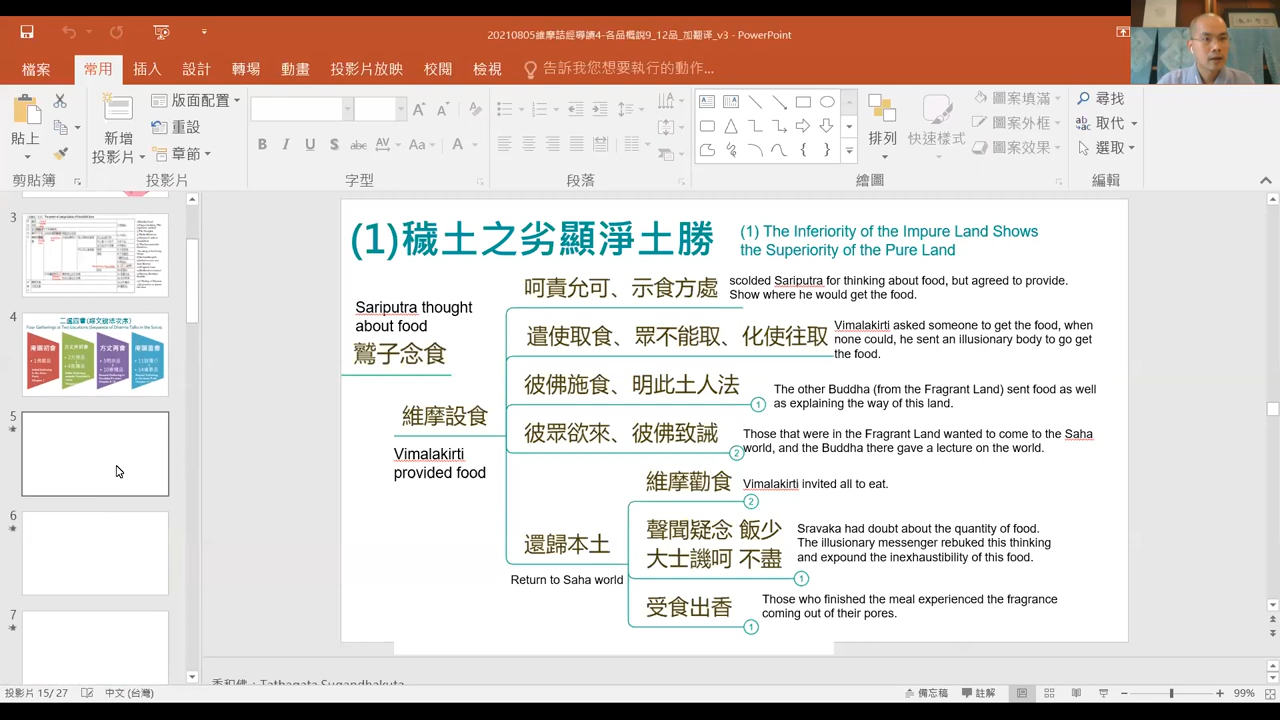 20210805維摩詰經導讀4-各品概說9_12品_加翻译_v3 - PowerPoint
檔案 常用 插入 設計 轉場 動畫 投影片放映 校閱 檢視 告訴我您想要執行的動作...
貼上
剪貼簿
新增
投影片
版面配置
重設
章節
投影片
字型
段落
排列
快速樣式
圖案填滿
圖案外框
圖案效果
繪圖
尋找
取代
選取
編輯
3
4
二處四會(經文說法次序)
5
6
7
(1)穢土之劣顯淨土勝
(1) The Inferiority of the Impure Land Shows
the Superiority of the Pure Land
Sariputra thought
about food
鷲子念食
維摩設食
Vimalakirti
provided food
呵責允可、示食方處
scolded Sariputra for thinking about food, but agreed to provide.
Show where he would get the food.
遣使取食、眾不能取、化使往取
Vimalakirti asked someone to get the food, when
none could, he sent an illusionary body to go get
the food.
彼佛施食、明此土人法
1
The other Buddha (from the Fragrant Land) sent food as well
as explaining the way of this land.
彼眾欲來、彼佛致誡
2
Those that were in the Fragrant Land wanted to come to the Saha
world, and the Buddha there gave a lecture on the world.
還歸本土
Return to Saha world
維摩勸食
2
Vimalakirti invited all to eat.
聲聞疑念 飯少
大士譏呵 不盡
1
Sravaka had doubt about the quantity of food.
The illusionary messenger rebuked this thinking
and expound the inexhaustibility of this food.
受食出香
1
Those who finished the meal experienced the fragrance
coming out of their pores.
香積佛：Tathagata Sugandhakuta
投影片 15/ 27 中文 (台灣) 備忘稿 註解 99%